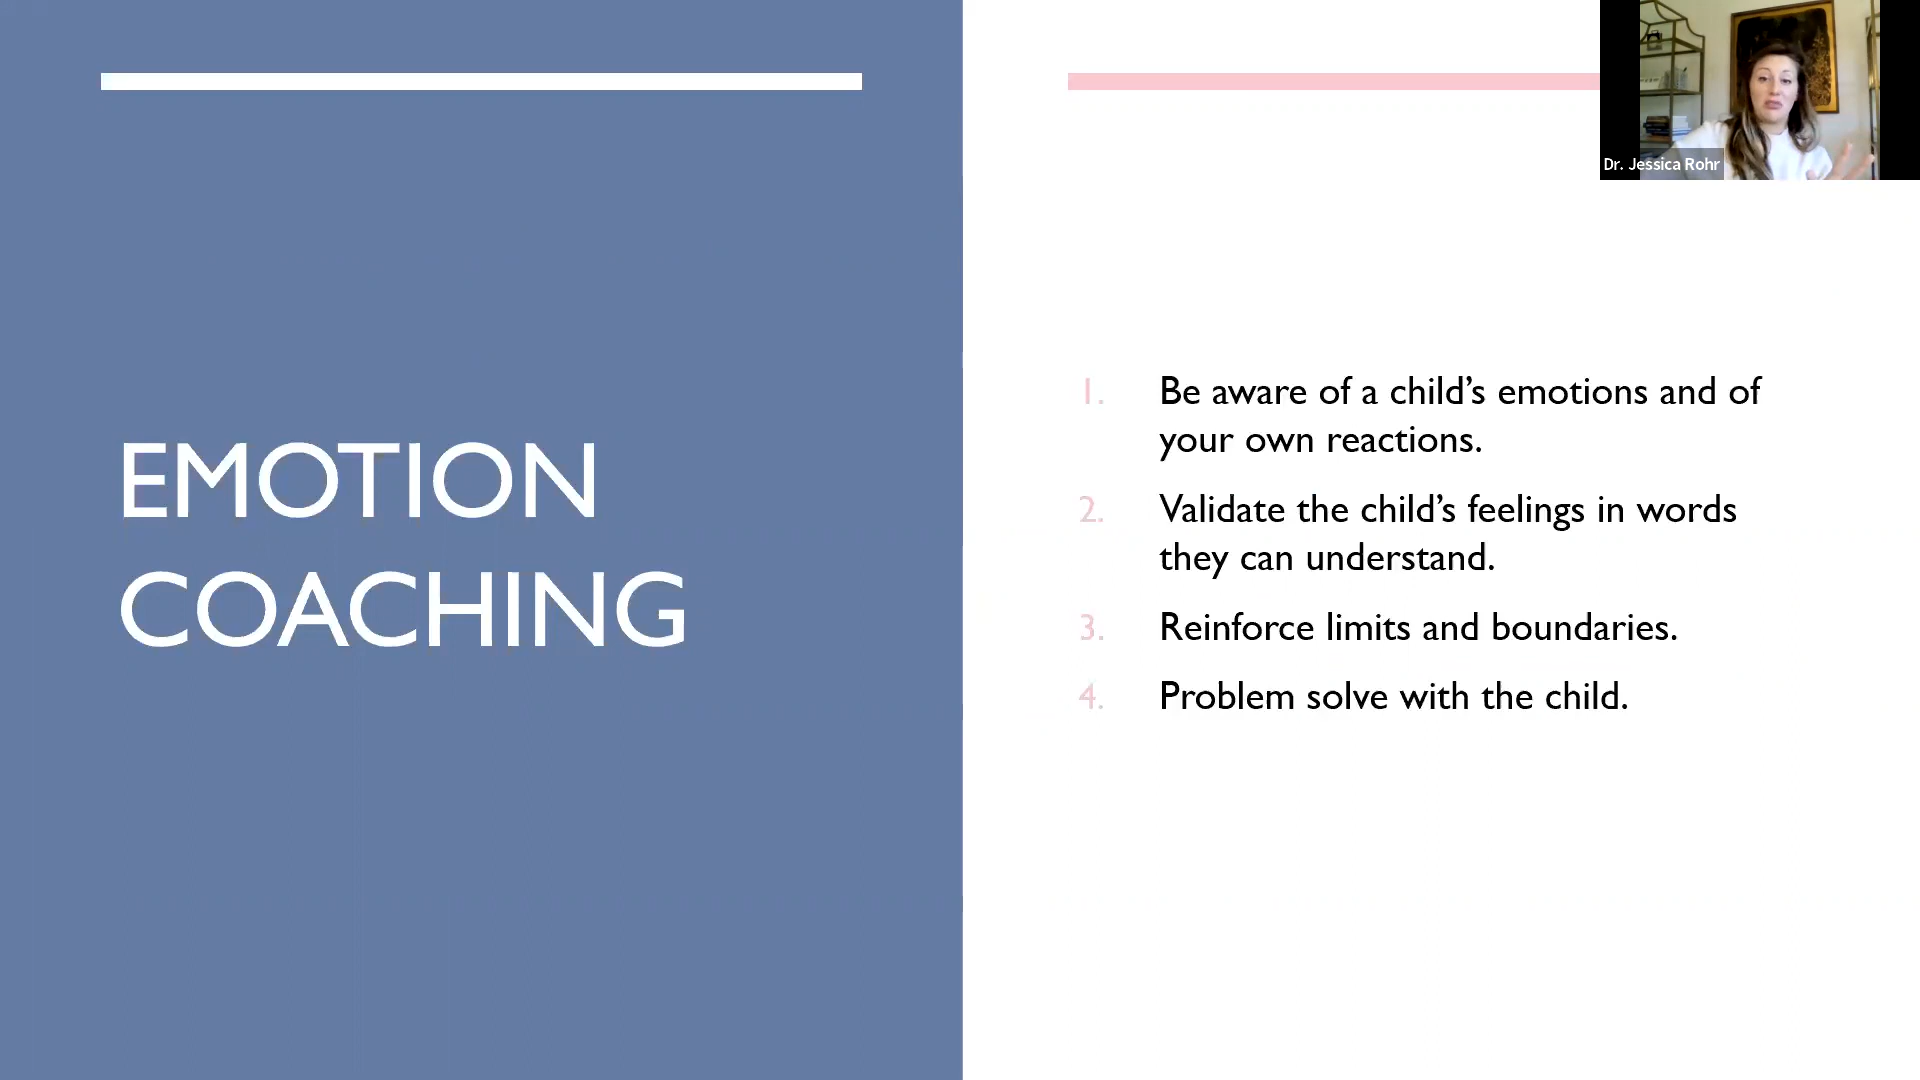 EMOTION
COACHING
Dr. Jessica Rohr
1. Be aware of a child’s emotions and of
your own reactions.
2. Validate the child’s feelings in words
they can understand.
3. Reinforce limits and boundaries.
4. Problem solve with the child.